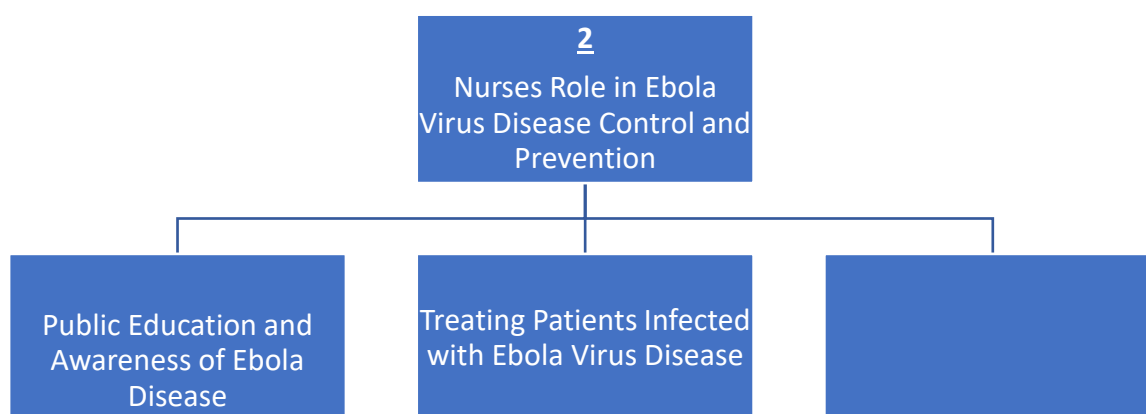 2
Nurses Role in Ebola
Virus Disease Control and
Prevention
Public Education and
Awareness of Ebola
Disease
Treating Patients Infected
with Ebola Virus Disease